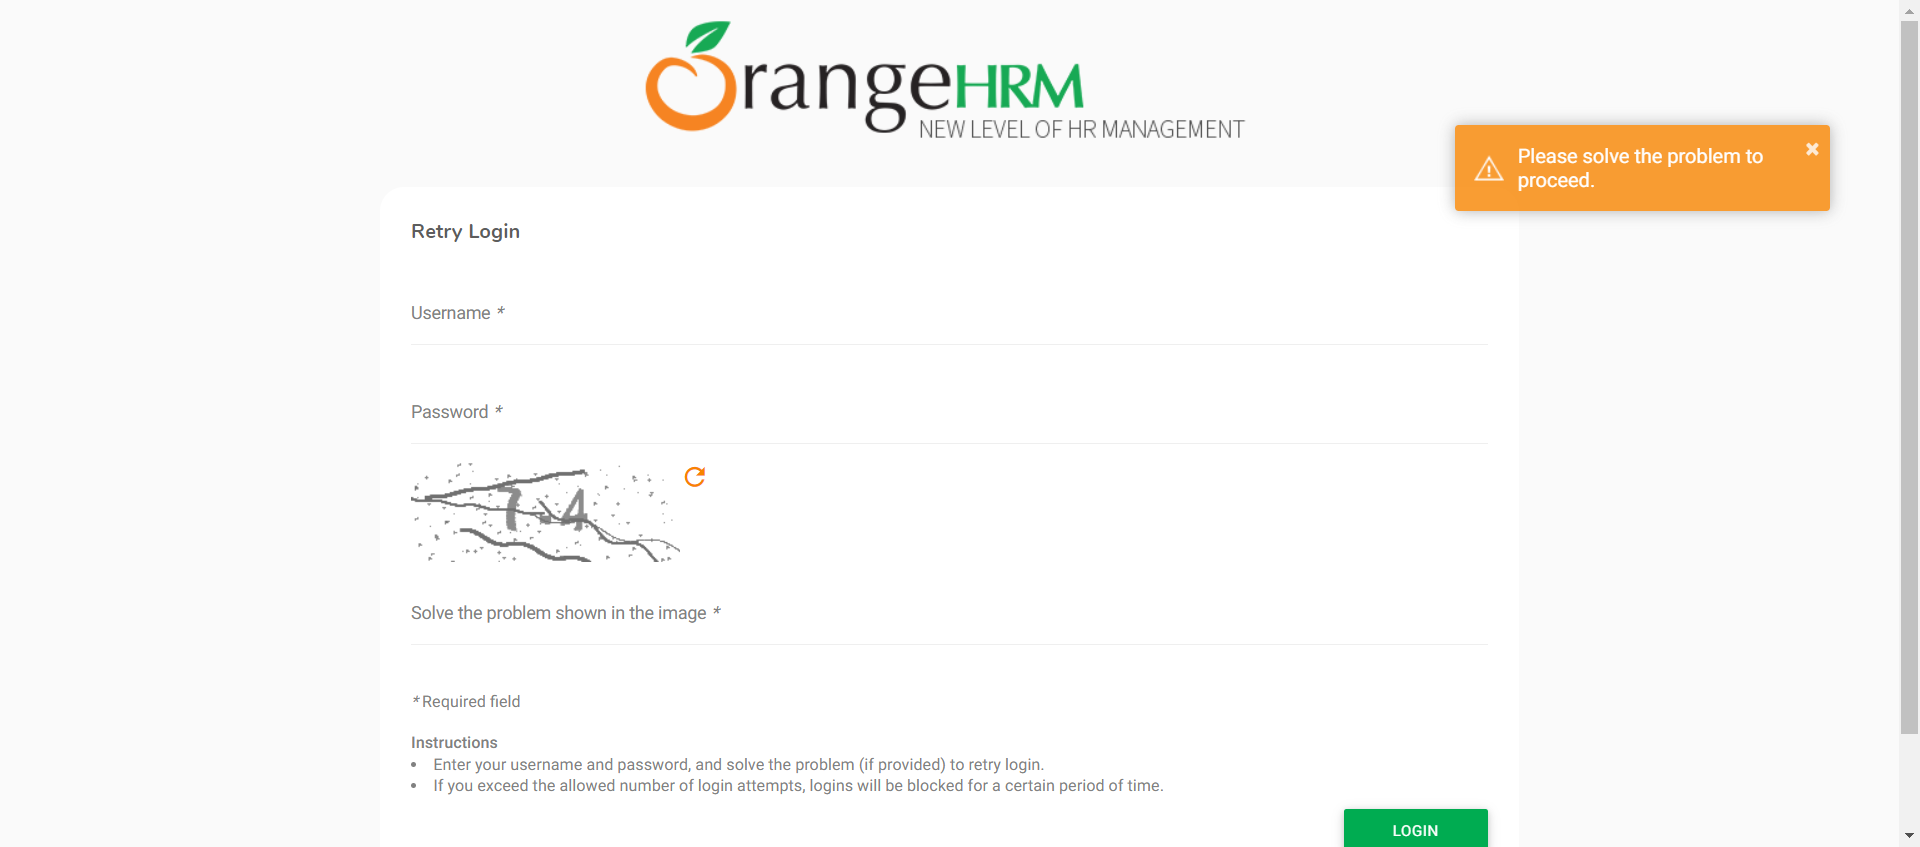 OrangeHRM
NEW LEVEL OF HR MANAGEMENT
Please solve the problem to
proceed.
Retry Login
Username *
Password *
Solve the problem shown in the image *
* Required field
Instructions
• Enter your username and password, and solve the problem (if provided) to retry login.
• If you exceed the allowed number of login attempts, logins will be blocked for a certain period of time.
LOGIN